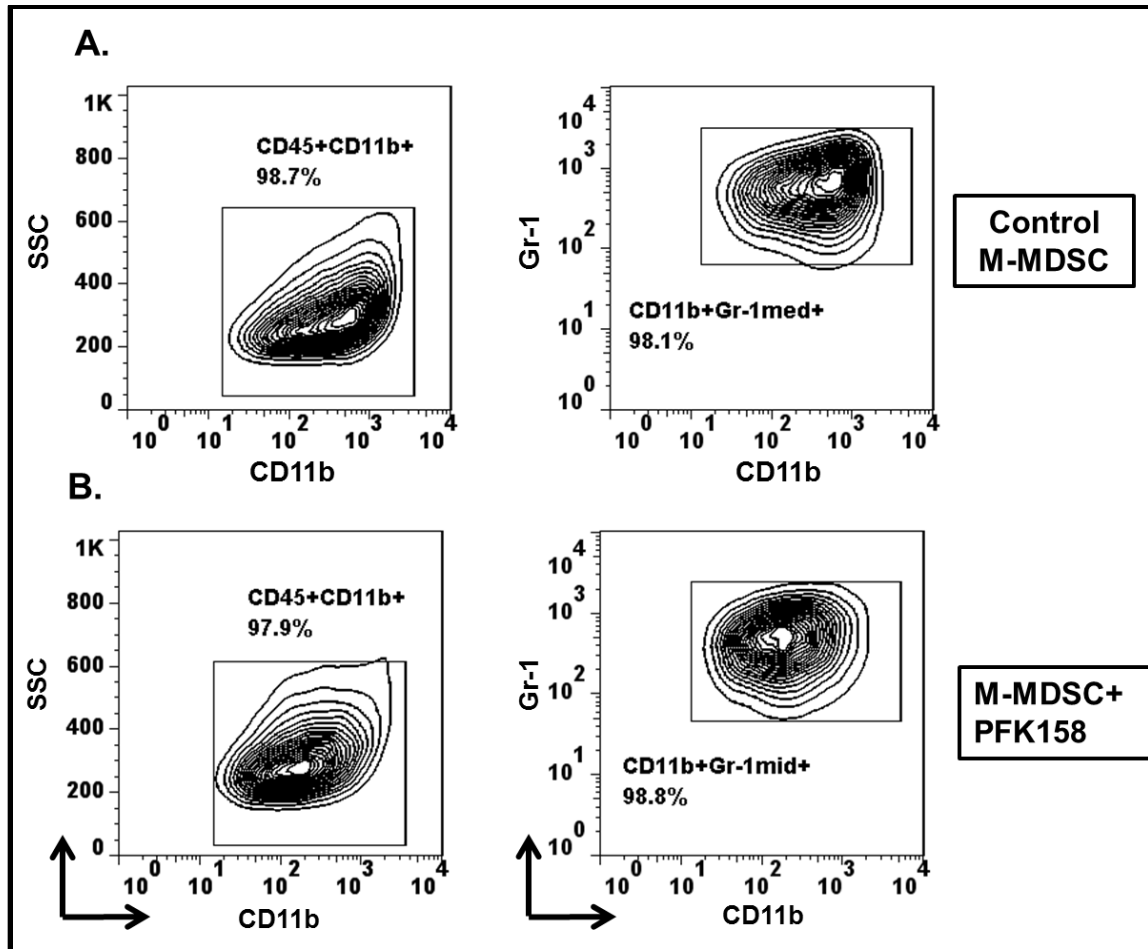 A.
1K
800
600
400
200
0
SSC
CD45+CD11b+
98.7%
10^0 10^1 10^2 10^3 10^4
CD11b
10^4
10^3
10^2
10^1
10^0
Gr-1
CD11b+Gr-1med+
98.1%
10^0 10^1 10^2 10^3 10^4
CD11b
Control
M-MDSC
B.
1K
800
600
400
200
0
SSC
CD45+CD11b+
97.9%
10^0 10^1 10^2 10^3 10^4
CD11b
10^4
10^3
10^2
10^1
10^0
Gr-1
CD11b+Gr-1mid+
98.8%
10^0 10^1 10^2 10^3 10^4
CD11b
M-MDSC+
PFK158